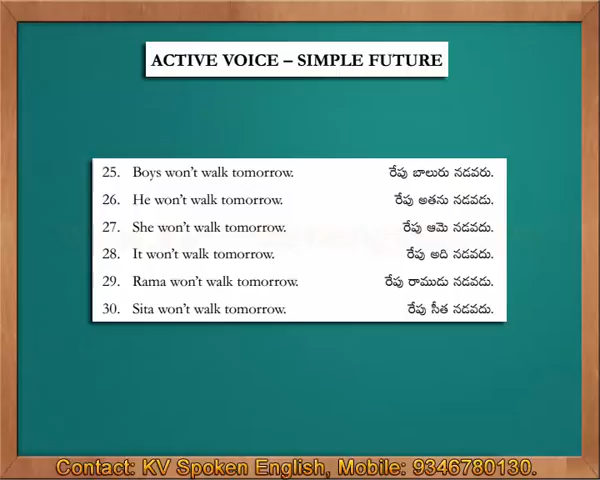 ACTIVE VOICE – SIMPLE FUTURE
25. Boys won't walk tomorrow. రేపు బాలురు నడవరు.
26. He won't walk tomorrow. రేపు అతను నడవడు.
27. She won't walk tomorrow. రేపు ఆమె నడవదు.
28. It won't walk tomorrow. రేపు అది నడవదు.
29. Rama won't walk tomorrow. రేపు రాముడు నడవడు.
30. Sita won't walk tomorrow. రేపు సీత నడవదు.
Contact: KV Spoken English, Mobile: 9346780130.